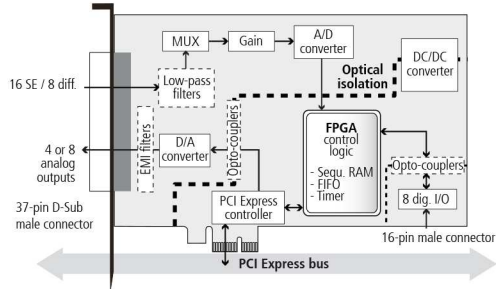 MUX
Gain
A/D
converter
DC/DC
converter
16 SE / 8 diff.
Low-pass
filters
Optical
isolation
4 or 8
analog
outputs
EMI filters
D/A
converter
Opto-couplers
FPGA
control
logic
- Sequ. RAM
- FIFO
- Timer
Opto-couplers
8 dig. I/O
37-pin D-Sub
male connector
PCI Express
controller
16-pin male connector
PCI Express bus